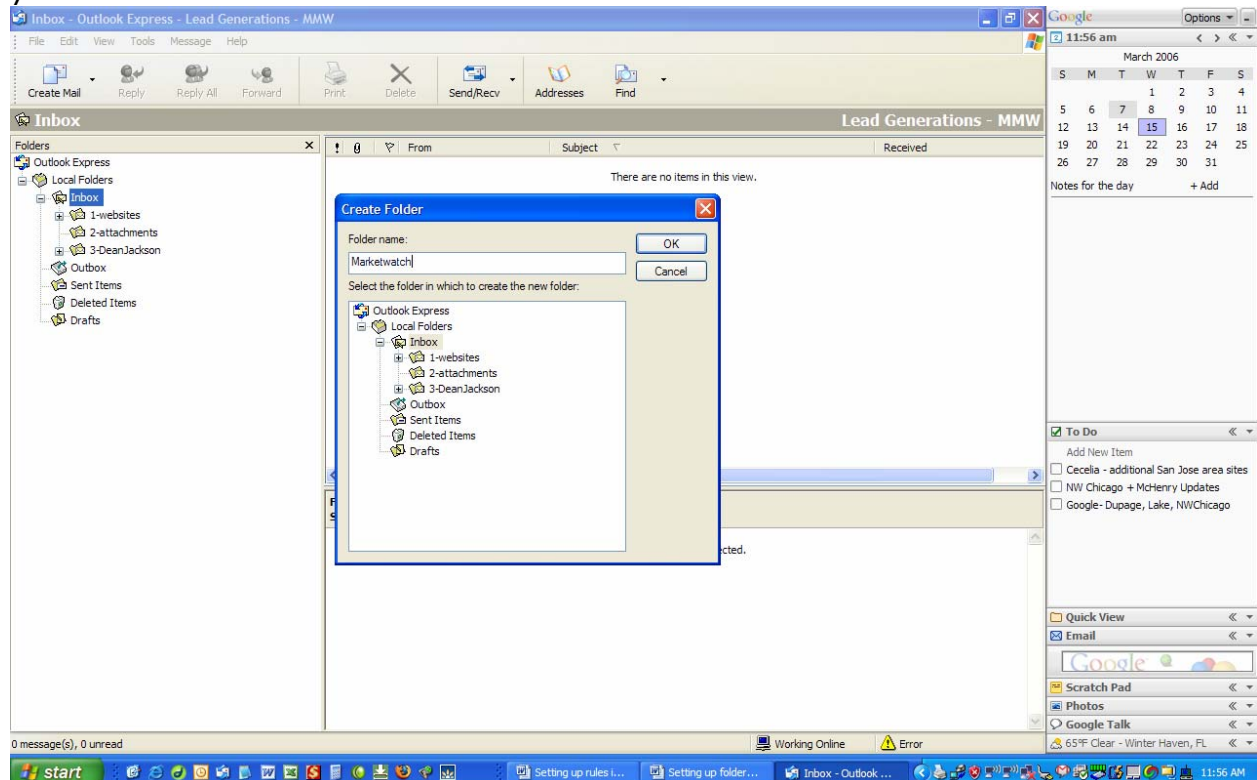 Inbox - Outlook Express - Lead Generations - MMW
File Edit View Tools Message Help
Create Mail Reply Reply All Forward Print Delete Send/Recv Addresses Find
Inbox Lead Generations - MMW
Folders
Outlook Express
Local Folders
Inbox
1-websites
2-attachments
3-DeanJackson
Outbox
Sent Items
Deleted Items
Drafts
! From Subject Received
There are no items in this view.
Create Folder
Folder name:
OK
Marketwatch
Cancel
Select the folder in which to create the new folder:
Outlook Express
Local Folders
Inbox
1-websites
2-attachments
3-DeanJackson
Outbox
Sent Items
Deleted Items
Drafts
ected.
0 message(s), 0 unread Working Online Error
Google Options
2 11:56 am
March 2006
S M T W T F S
1 2 3 4
5 6 7 8 9 10 11
12 13 14 15 16 17 18
19 20 21 22 23 24 25
26 27 28 29 30 31
Notes for the day + Add
To Do
Add New Item
Cecelia - additional San Jose area sites
NW Chicago + McHenry Updates
Google- Dupage, Lake, NWChicago
Quick View
Email
Google
Scratch Pad
Photos
Google Talk
65°F Clear - Winter Haven, FL
start Setting up rules i... Setting up folder... Inbox - Outlook ... 11:56 AM